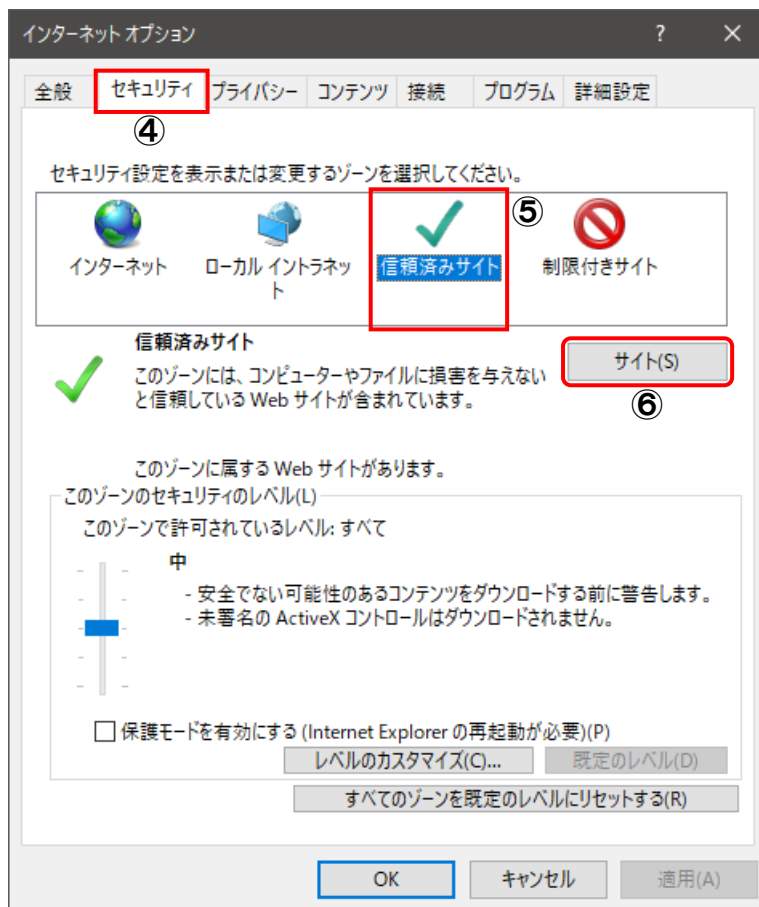 インターネット オプション ? ×
全般 セキュリティ プライバシー コンテンツ 接続 プログラム 詳細設定
④
セキュリティ設定を表示または変更するゾーンを選択してください。
⑤
インターネット ローカル イントラネッ 信頼済みサイト 制限付きサイト
ト
信頼済みサイト
サイト(S)
このゾーンには、コンピューターやファイルに損害を与えない
と信頼している Web サイトが含まれています。
⑥
このゾーンに属する Web サイトがあります。
このゾーンのセキュリティのレベル(L)
このゾーンで許可されているレベル: すべて
中
- 安全でない可能性のあるコンテンツをダウンロードする前に警告します。
- 未署名の ActiveX コントロールはダウンロードされません。
保護モードを有効にする (Internet Explorer の再起動が必要)(P)
レベルのカスタマイズ(C)... 既定のレベル(D)
すべてのゾーンを既定のレベルにリセットする(R)
OK キャンセル 適用(A)